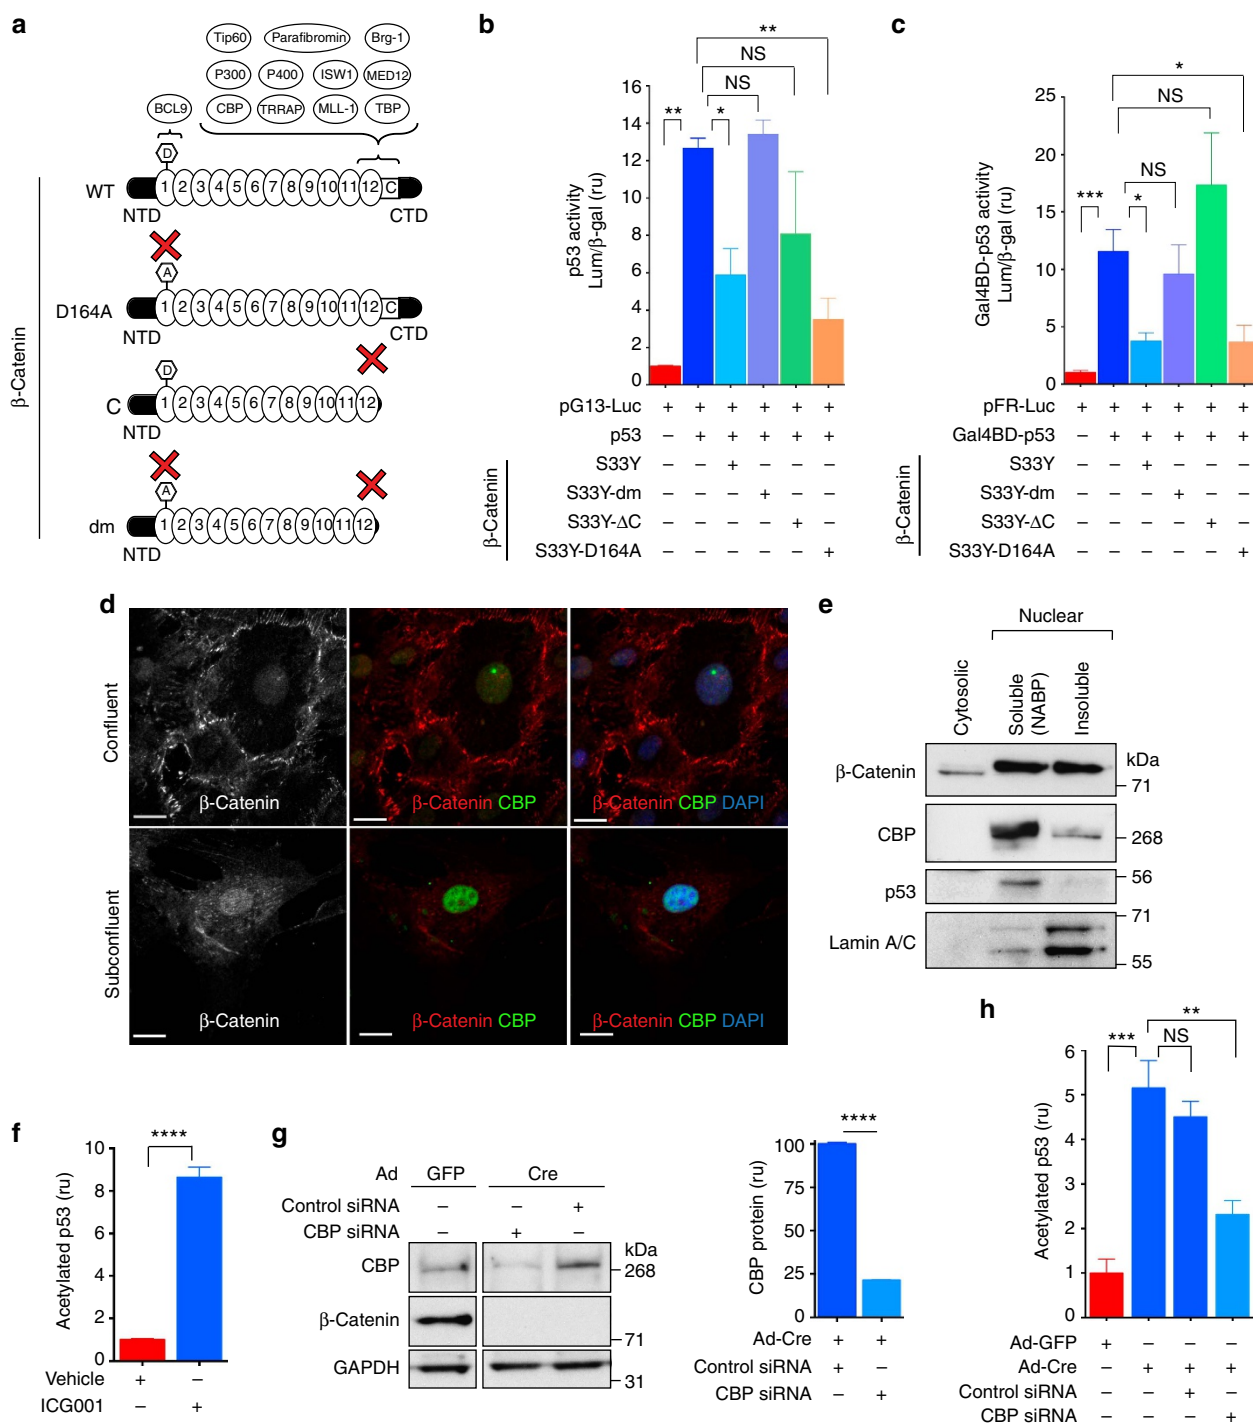 a
Tip60 Parafibromin Brg-1
P300 P400 ISW1 MED12
BCL9 CBP TRRAP MLL-1 TBP
D
WT 1 2 3 4 5 6 7 8 9 10 11 12 C
NTD CTD
A
D164A 1 2 3 4 5 6 7 8 9 10 11 12 C
NTD CTD
D
C 1 2 3 4 5 6 7 8 9 10 11 12
NTD
A
dm 1 2 3 4 5 6 7 8 9 10 11 12
NTD
β-Catenin
b
**
NS
NS
** *
p53 activity
Lum/β-gal (ru)
16
14
12
10
8
6
4
2
0
pG13-Luc + + + + + +
p53 – + + + + +
S33Y – – + – – –
S33Y-dm – – – + – –
S33Y-ΔC – – – – + –
S33Y-D164A – – – – – +
β-Catenin
c
*
NS
NS
*** *
Gal4BD-p53 activity
Lum/β-gal (ru)
25
20
15
10
5
0
pFR-Luc + + + + + +
Gal4BD-p53 – + + + + +
S33Y – – + – – –
S33Y-dm – – – + – –
S33Y-ΔC – – – – + –
S33Y-D164A – – – – – +
β-Catenin
d
Confluent
β-Catenin
β-Catenin CBP
β-Catenin CBP DAPI
Subconfluent
β-Catenin
β-Catenin CBP
β-Catenin CBP DAPI
e
Nuclear
Cytosolic
Soluble
(NABP)
Insoluble
kDa
β-Catenin 71
CBP 268
p53 56
71
Lamin A/C
55
f
****
Acetylated p53 (ru)
10
8
6
4
2
0
Vehicle + –
ICG001 – +
g
Ad GFP Cre
Control siRNA – – +
CBP siRNA – + –
kDa
CBP 268
β-Catenin
71
GAPDH
31
****
CBP protein (ru)
100
75
50
25
0
Ad-Cre + +
Control siRNA + –
CBP siRNA – +
h
**
*** NS
Acetylated p53 (ru)
6
5
4
3
2
1
0
Ad-GFP + – – –
Ad-Cre – + + +
Control siRNA – – + –
CBP siRNA – – – +